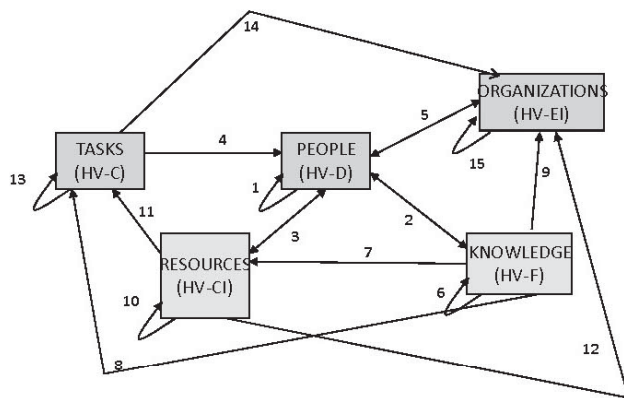 14
ORGANIZATIONS
(HV-EI)
5
TASKS
(HV-C)
4
PEOPLE
(HV-D)
15
9
13
1
11
3
2
RESOURCES
(HV-CI)
7
KNOWLEDGE
(HV-F)
10
6
8
12